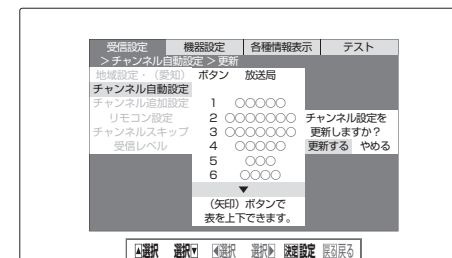 受信設定 機器設定 各種情報表示 テスト
＞チャンネル自動設定＞更新
地域設定・（愛知） ボタン 放送局
チャンネル自動設定
チャンネル追加設定 1 ○○○○○
リモコン設定 2 ○○○○○○○ チャンネル設定を
チャンネルスキップ 3 ○○○○○○○ 更新しますか？
受信レベル 4 ○○○○○ 更新する やめる
5 ○○○
6 ○○○○
▼
（矢印）ボタンで
表を上下できます。
▲選択 選択▼ ◀選択 選択▶ 決定設定 戻る戻る